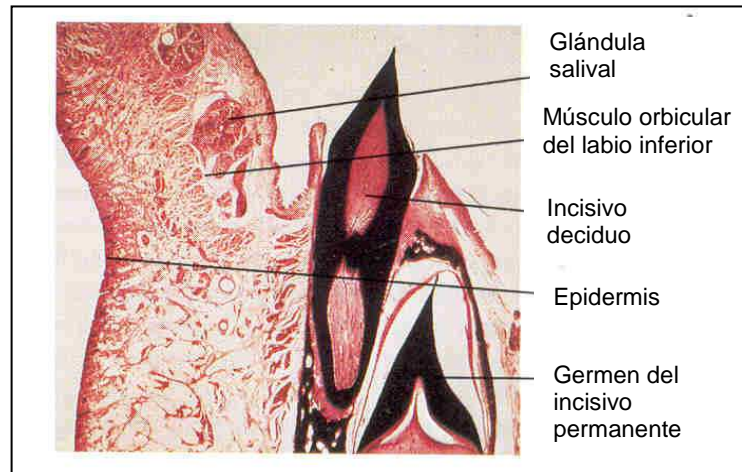 Glándula
salival
Músculo orbicular
del labio inferior
Incisivo
deciduo
Epidermis
Germen del
incisivo
permanente